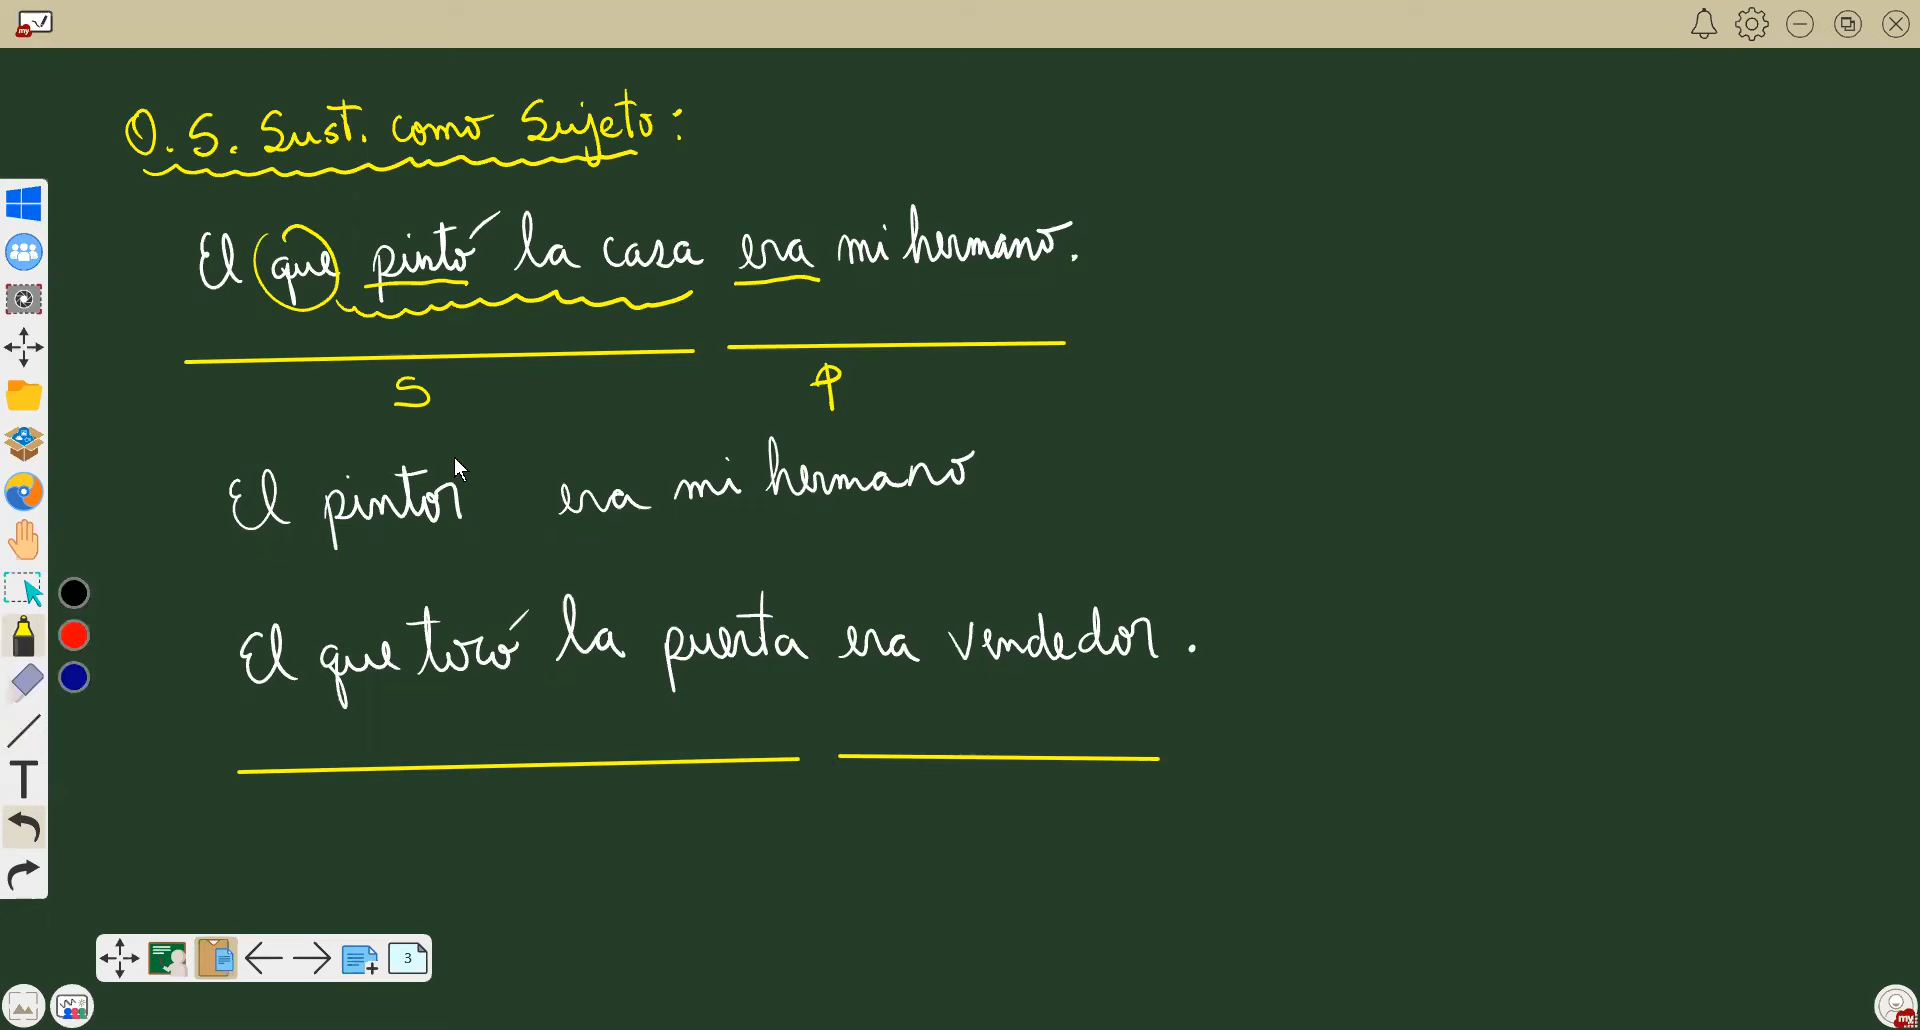 O. S. Sust. como Sujeto:
El que pintó la casa era mi hermano.
S P
El pintor era mi hermano
El que tocó la puerta era vendedor.
3